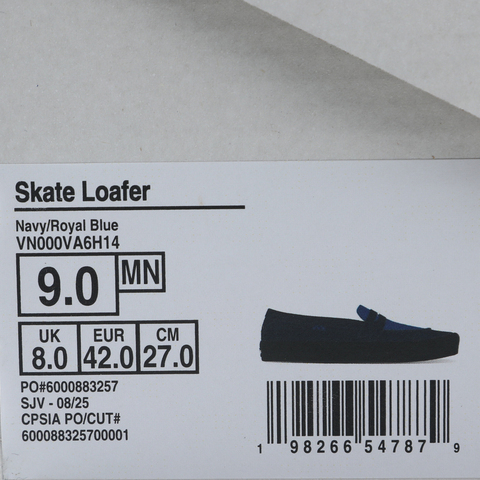 Skate Loafer
Navy/Royal Blue
VN000VA6H14
9.0 MN
UK EUR CM
8.0 42.0 27.0
PO#6000883257
SJV - 08/25
CPSIA PO/CUT#
600088325700001
1 98266 54787 9